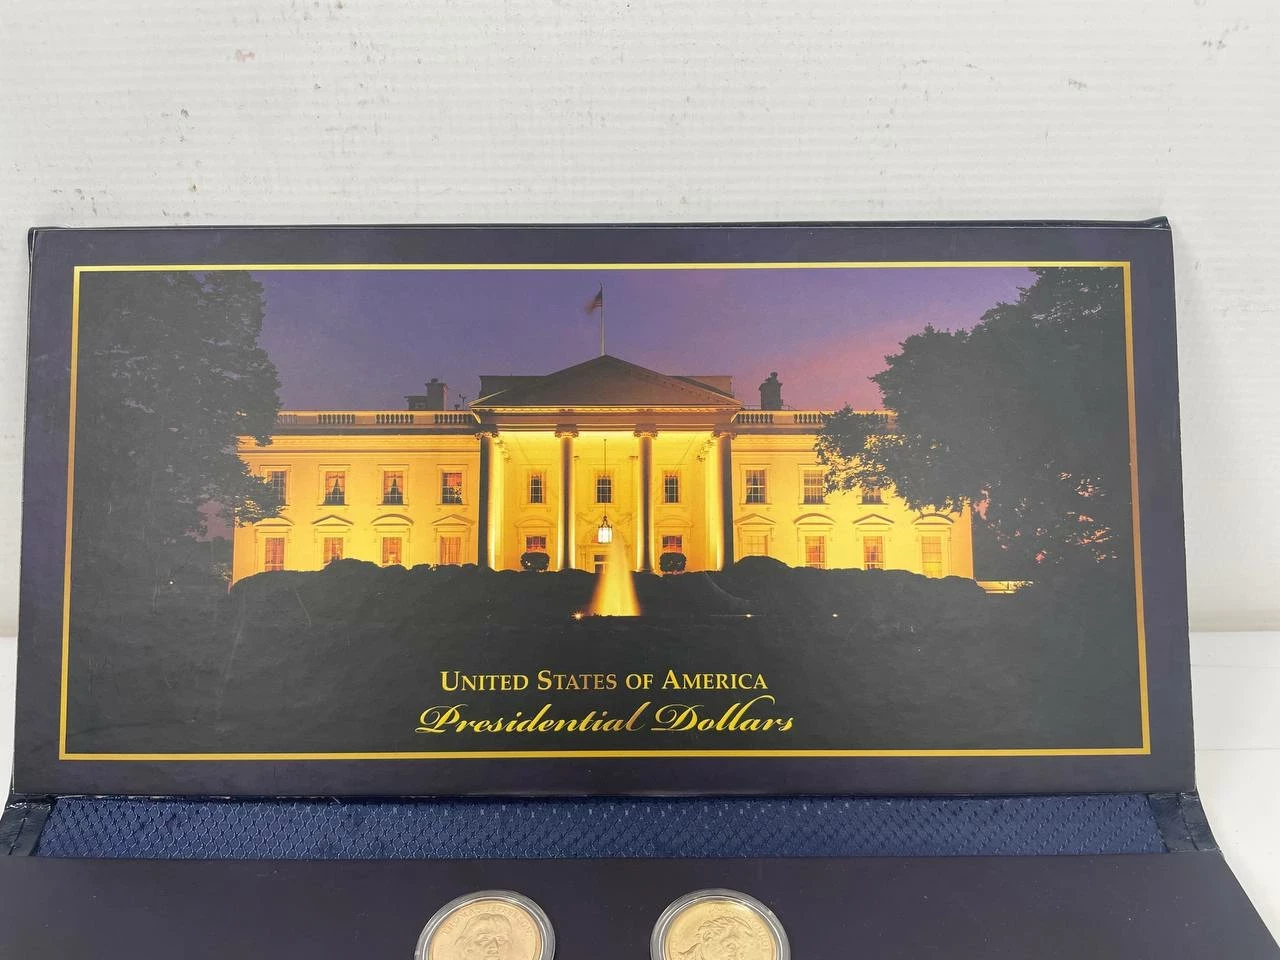 United States of America
Presidential Dollars